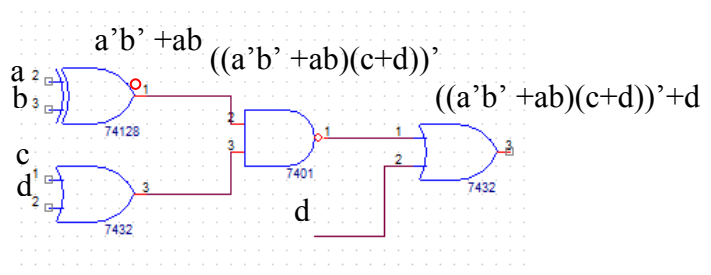 a’b’ +ab
((a’b’ +ab)(c+d))’
((a’b’ +ab)(c+d))’+d
a 2
b 3
1
74128
2
3
1
7401
1
2
3
7432
c
1
d 2
3
7432
d